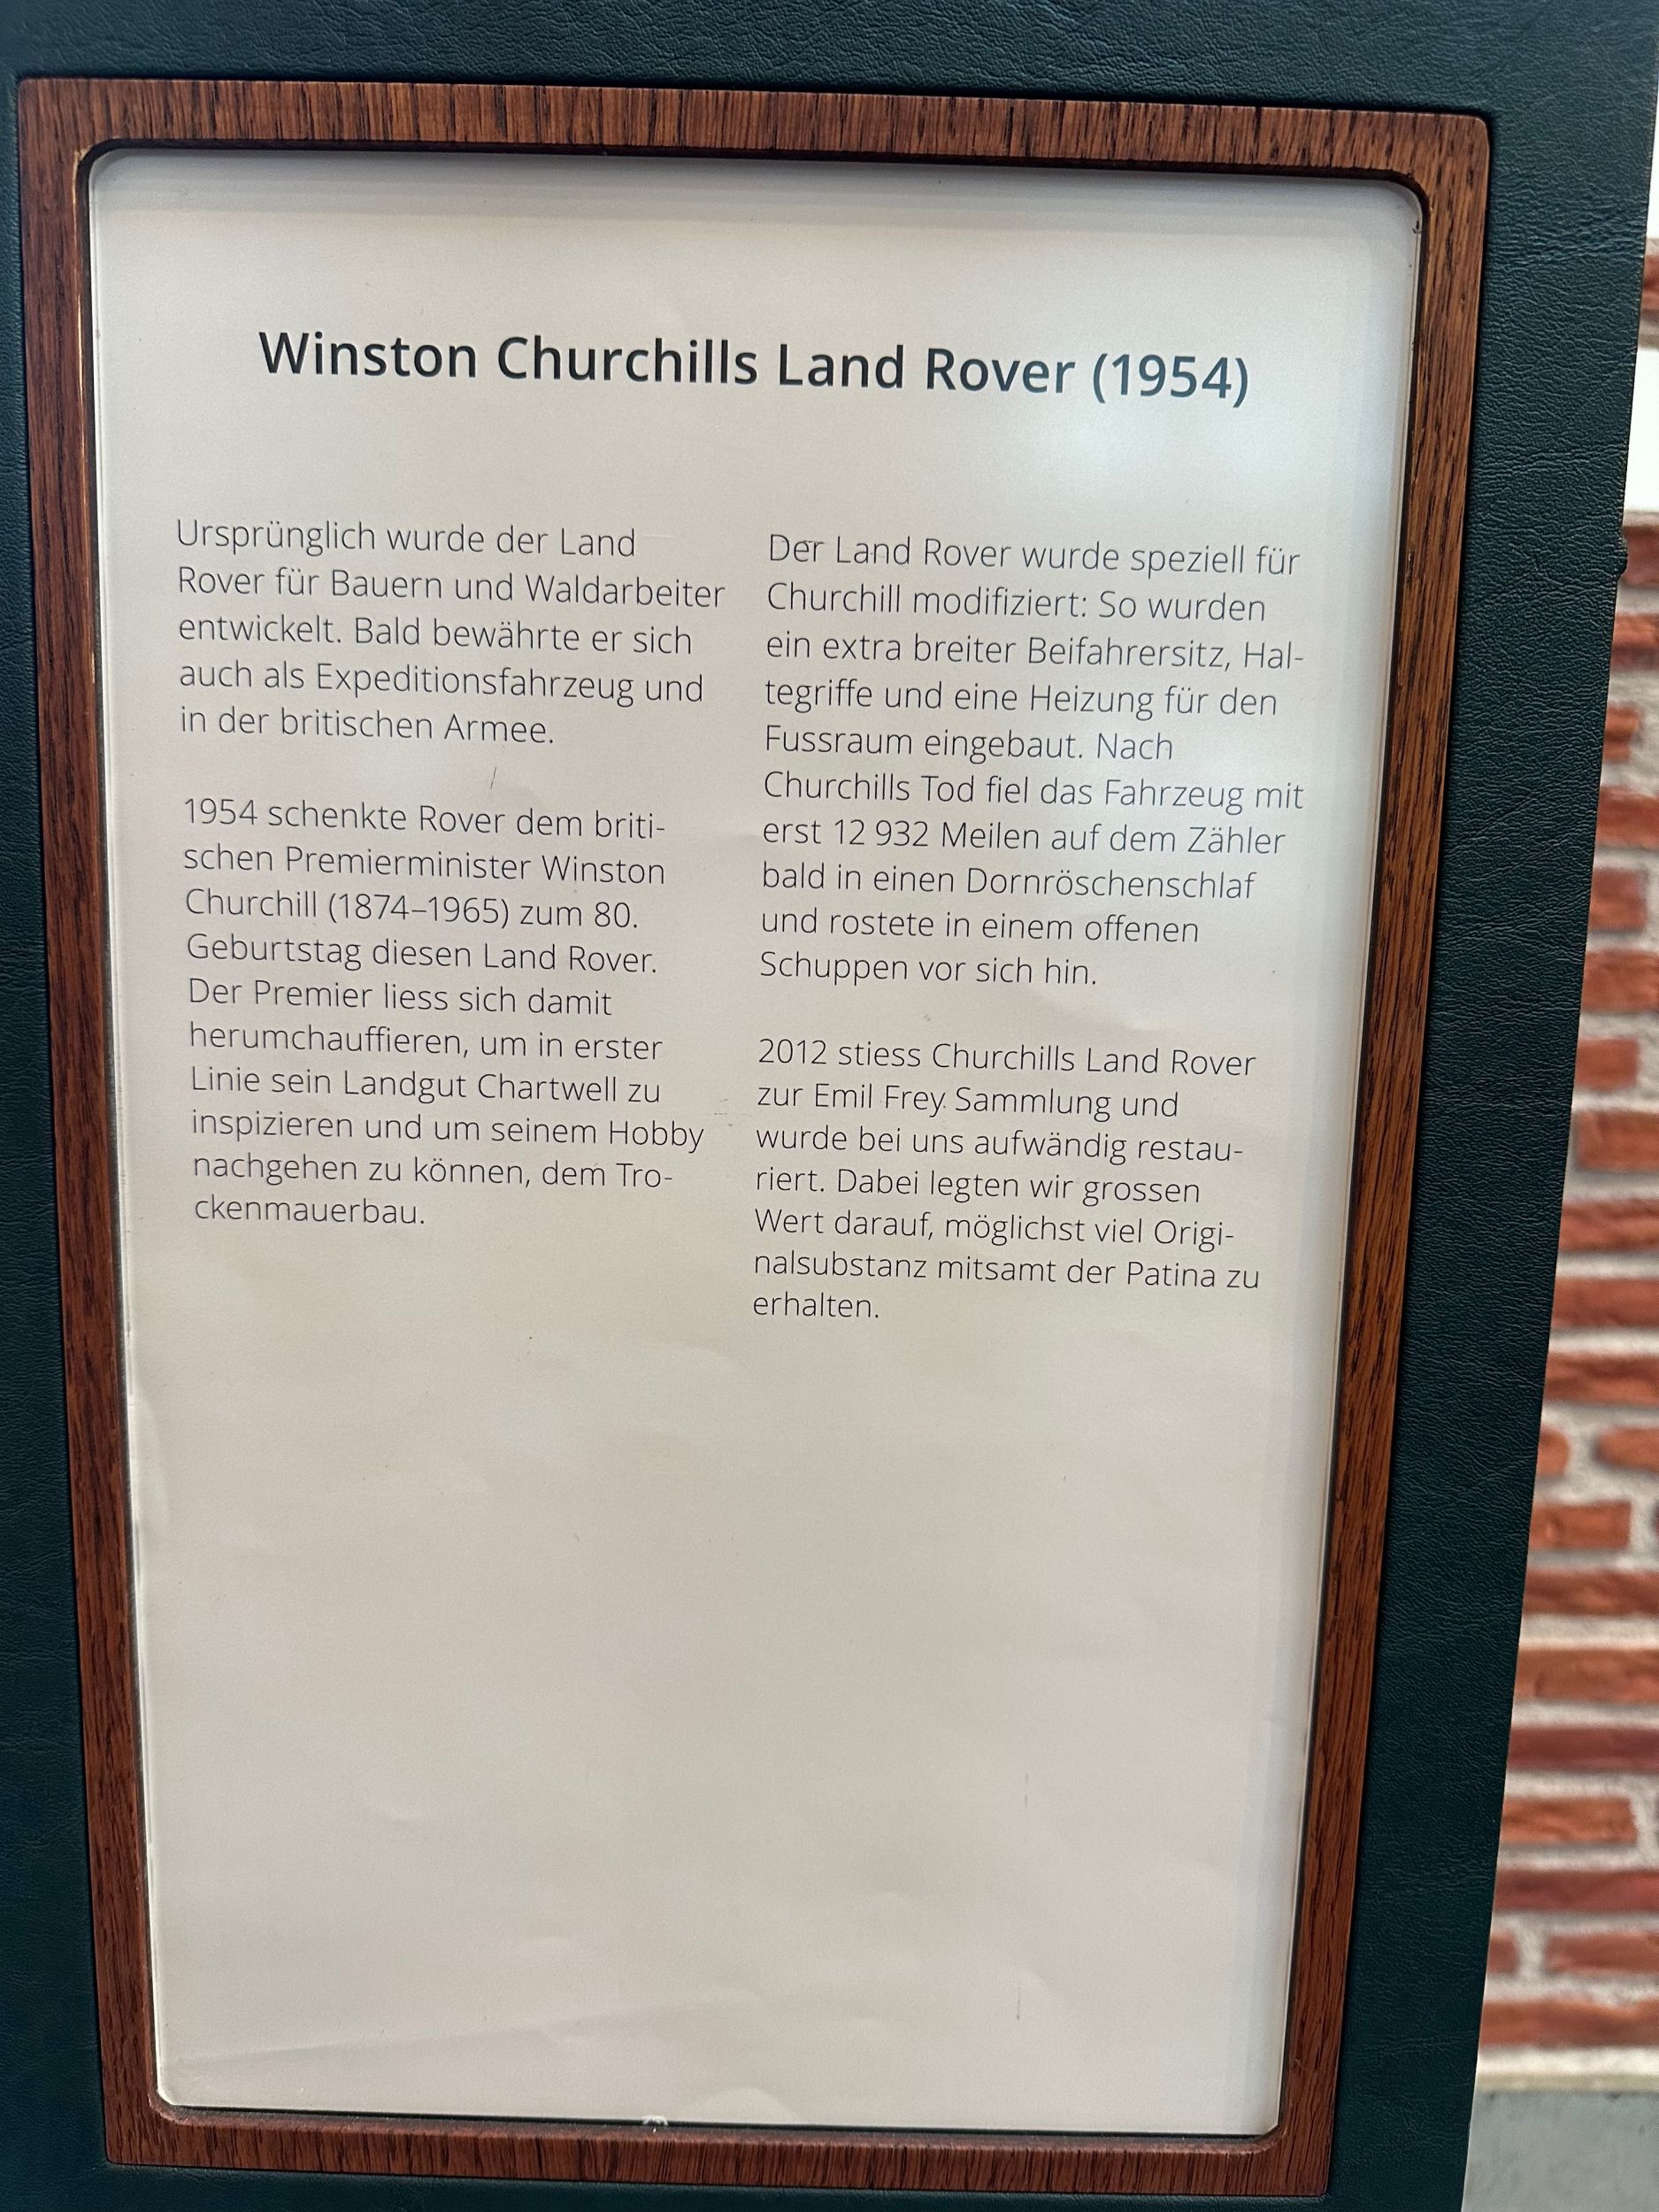 Winston Churchills Land Rover (1954)
Ursprünglich wurde der Land
Rover für Bauern und Waldarbeiter
entwickelt. Bald bewährte er sich
auch als Expeditionsfahrzeug und
in der britischen Armee.
1954 schenkte Rover dem briti-
schen Premierminister Winston
Churchill (1874–1965) zum 80.
Geburtstag diesen Land Rover.
Der Premier liess sich damit
herumchauffieren, um in erster
Linie sein Landgut Chartwell zu
inspizieren und um seinem Hobby
nachgehen zu können, dem Tro-
ckenmauerbau.
Der Land Rover wurde speziell für
Churchill modifiziert: So wurden
ein extra breiter Beifahrersitz, Hal-
tegriffe und eine Heizung für den
Fussraum eingebaut. Nach
Churchills Tod fiel das Fahrzeug mit
erst 12 932 Meilen auf dem Zähler
bald in einen Dornröschenschlaf
und rostete in einem offenen
Schuppen vor sich hin.
2012 stiess Churchills Land Rover
zur Emil Frey Sammlung und
wurde bei uns aufwändig restau-
riert. Dabei legten wir grossen
Wert darauf, möglichst viel Origi-
nalsubstanz mitsamt der Patina zu
erhalten.